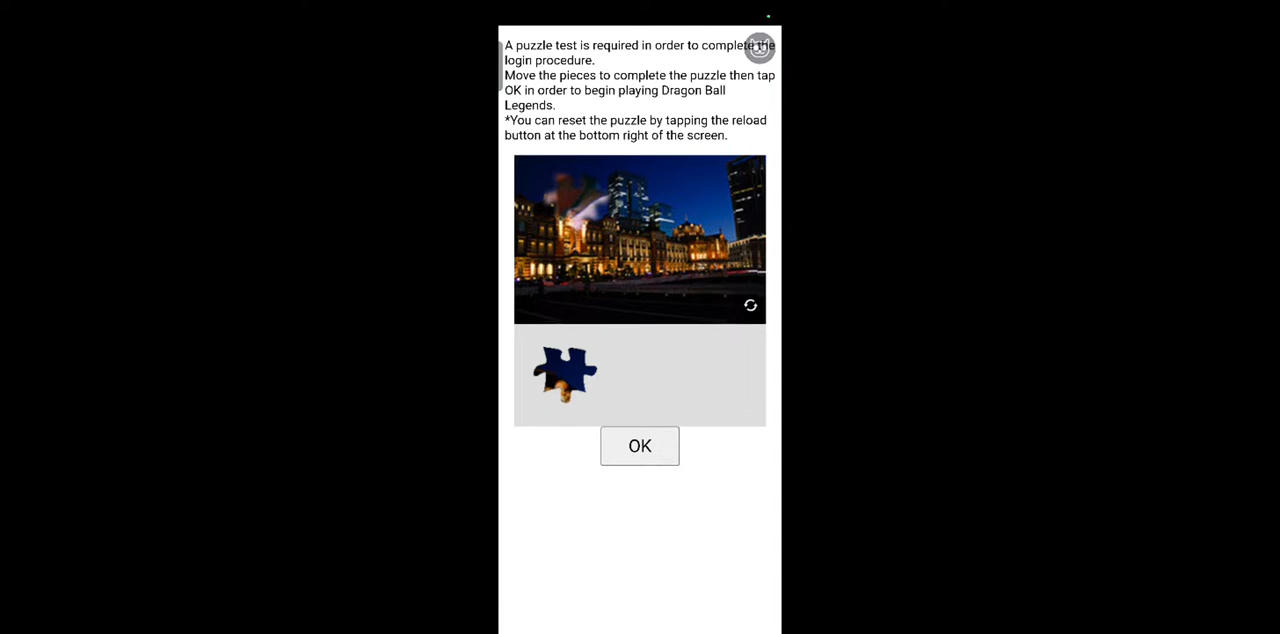 A puzzle test is required in order to complete the
login procedure.
Move the pieces to complete the puzzle then tap
OK in order to begin playing Dragon Ball
Legends.
*You can reset the puzzle by tapping the reload
button at the bottom right of the screen.
OK